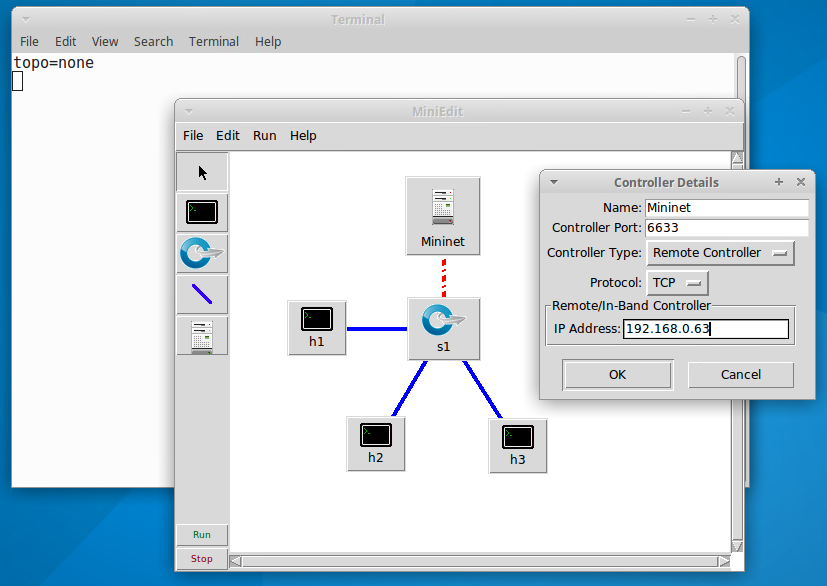 Terminal
File Edit View Search Terminal Help
topo=none
MiniEdit
File Edit Run Help
Mininet
h1
s1
h2
h3
Run
Stop
Controller Details
Name: Mininet
Controller Port: 6633
Controller Type: Remote Controller
Protocol: TCP
Remote/In-Band Controller
IP Address: 192.168.0.63
OK Cancel